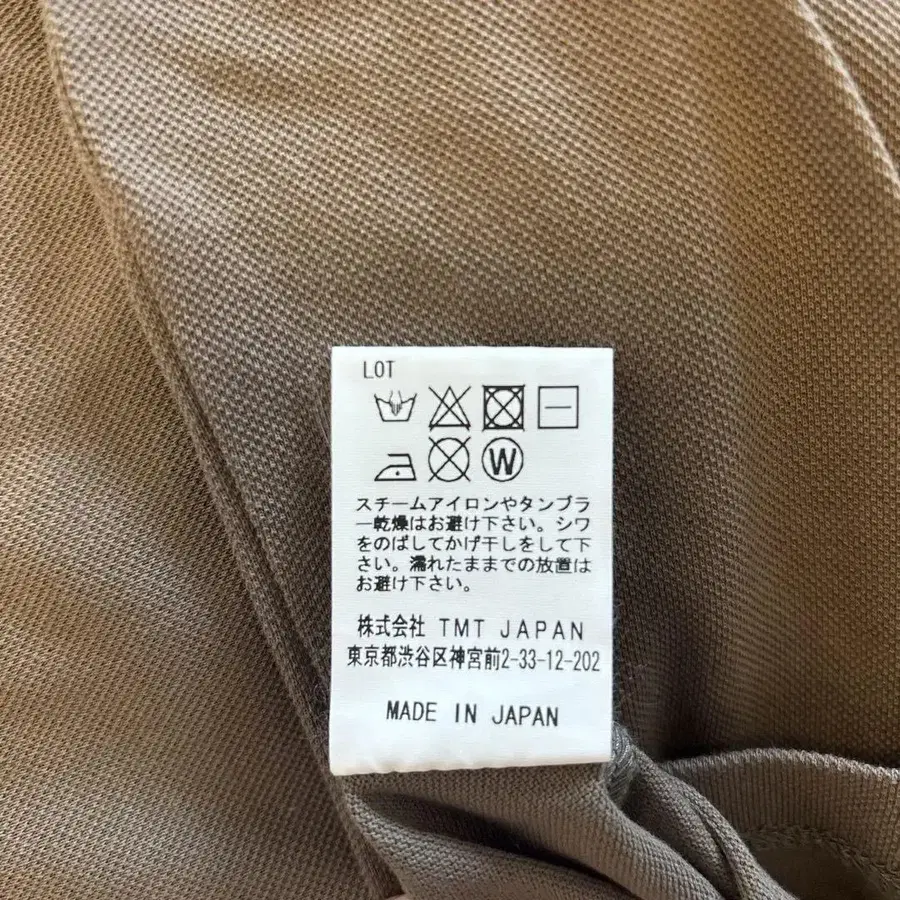 LOT
W
スチームアイロンやタンブラ
ー乾燥はお避け下さい。シワ
をのばしてかげ干しをして下
さい。濡れたままでの放置は
お避け下さい。
株式会社 TMT JAPAN
東京都渋谷区神宮前2-33-12-202
MADE IN JAPAN